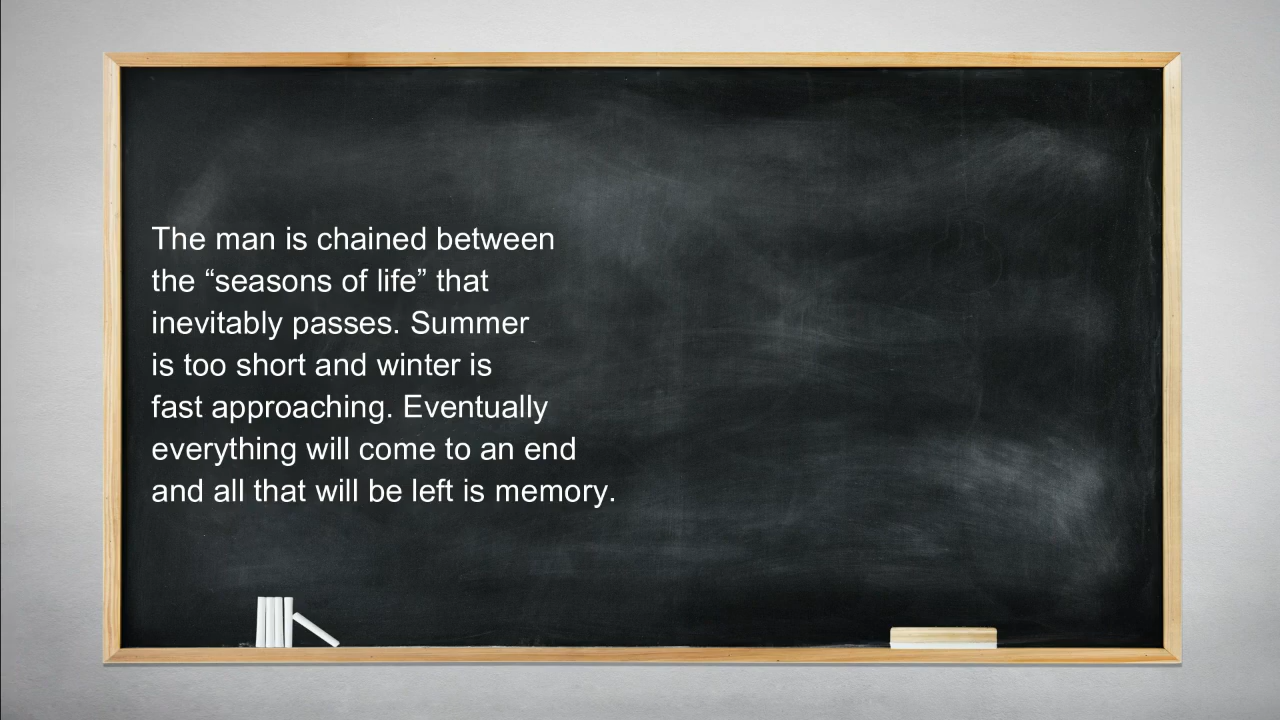 The man is chained between
the “seasons of life” that
inevitably passes. Summer
is too short and winter is
fast approaching. Eventually
everything will come to an end
and all that will be left is memory.